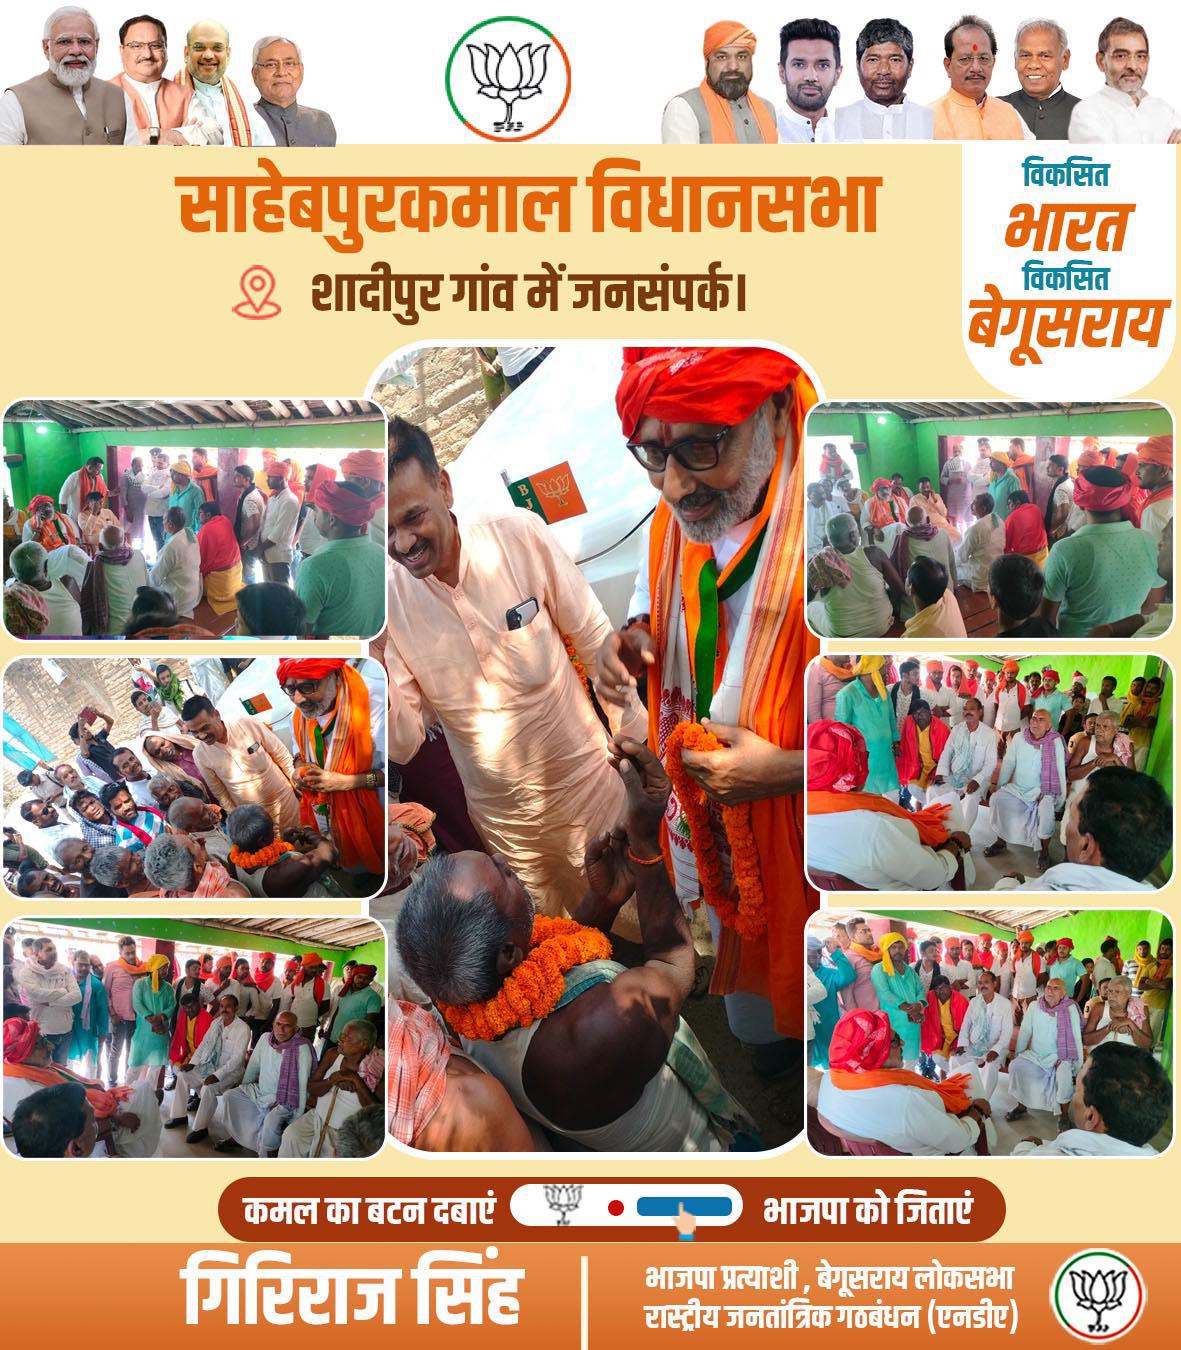 साहेबपुरकमाल विधानसभा
शादीपुर गांव में जनसंपर्क।
विकसित
भारत
विकसित
बेगूसराय
BJ
कमल का बटन दबाएं
भाजपा को जिताएं
गिरिराज सिंह
भाजपा प्रत्याशी , बेगूसराय लोकसभा
रास्ट्रीय जनतांत्रिक गठबंधन (एनडीए)